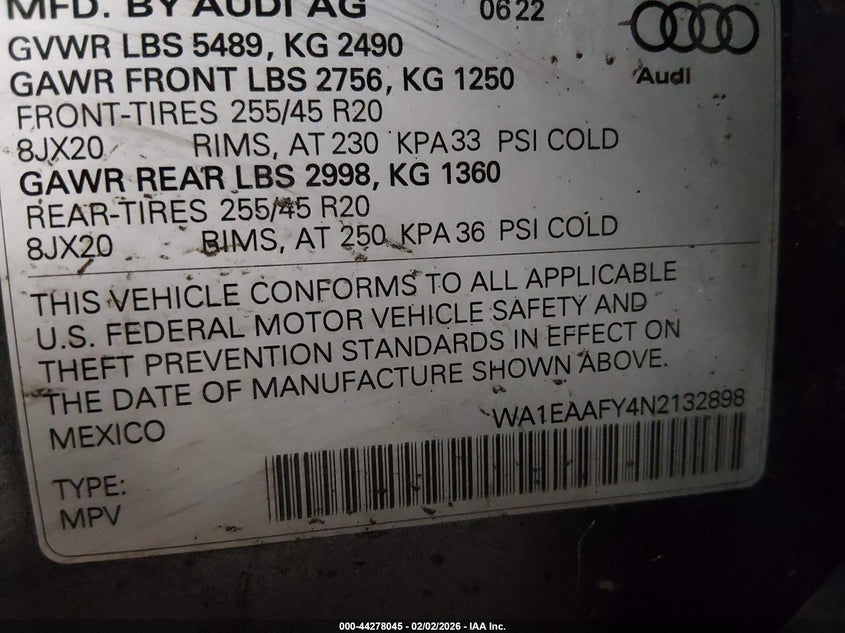 MFD. BY AUDI AG 0622
GVWR LBS 5489, KG 2490
Audi
GAWR FRONT LBS 2756, KG 1250
FRONT-TIRES 255/45 R20
8JX20 RIMS, AT 230 KPA33 PSI COLD
GAWR REAR LBS 2998, KG 1360
REAR-TIRES 255/45 R20
8JX20 RIMS, AT 250 KPA 36 PSI COLD
THIS VEHICLE CONFORMS TO ALL APPLICABLE
U.S. FEDERAL MOTOR VEHICLE SAFETY AND
THEFT PREVENTION STANDARDS IN EFFECT ON
THE DATE OF MANUFACTURE SHOWN ABOVE.
WA1EAAFY4N2132898
MEXICO
TYPE:
MPV
000-44278045 - 02/02/2026 - IAA Inc.